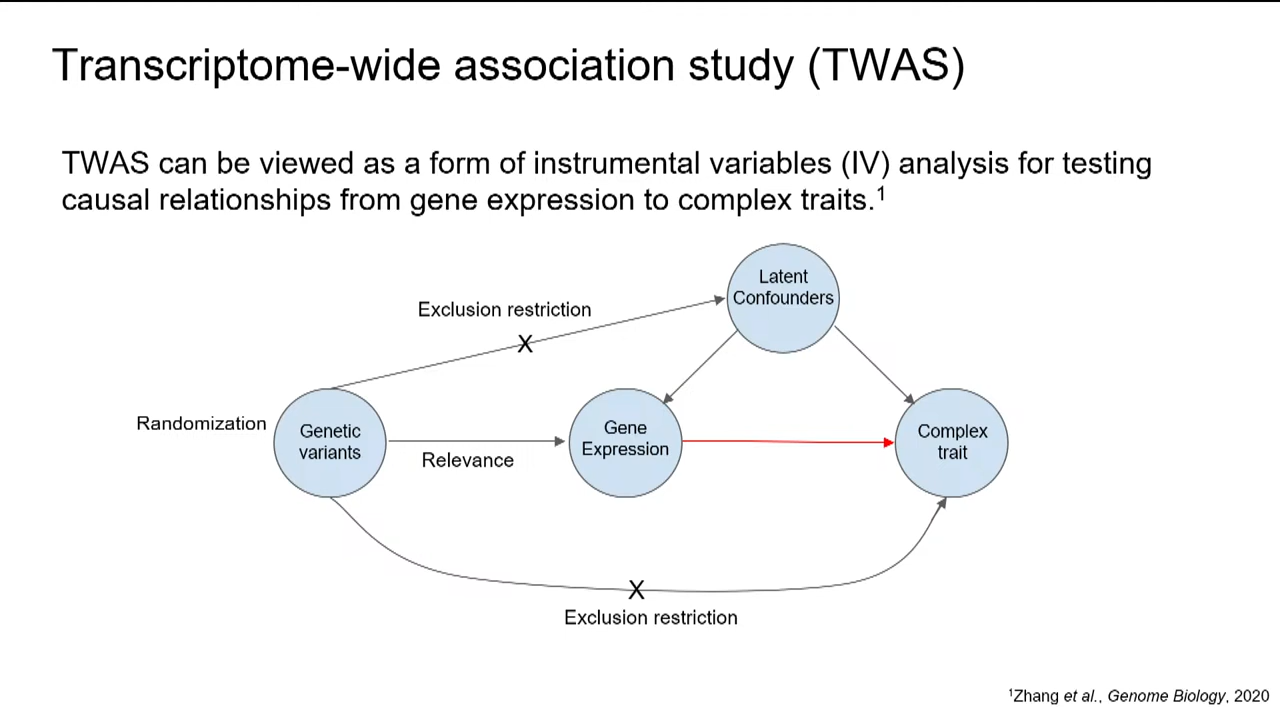 Transcriptome-wide association study (TWAS)
TWAS can be viewed as a form of instrumental variables (IV) analysis for testing
causal relationships from gene expression to complex traits.¹
Latent
Confounders
Exclusion restriction
X
Randomization
Genetic
variants
Relevance
Gene
Expression
Complex
trait
X
Exclusion restriction
¹Zhang et al., Genome Biology, 2020